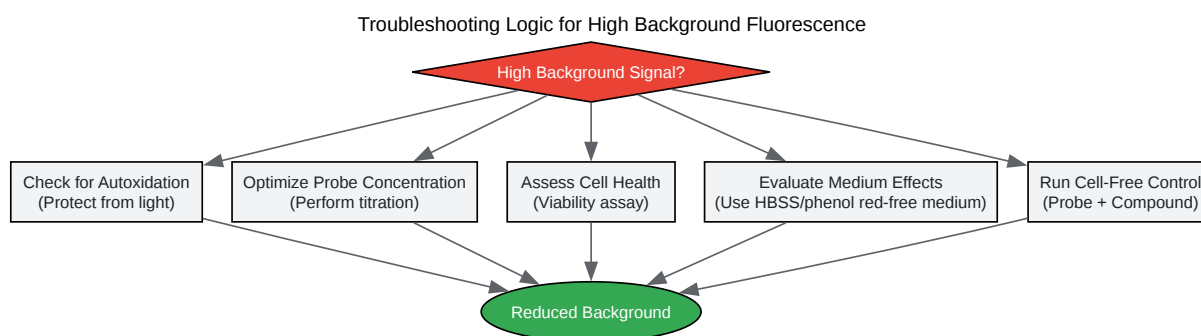 Troubleshooting Logic for High Background Fluorescence
High Background Signal?
Check for Autoxidation
(Protect from light)
Optimize Probe Concentration
(Perform titration)
Assess Cell Health
(Viability assay)
Evaluate Medium Effects
(Use HBSS/phenol red-free medium)
Run Cell-Free Control
(Probe + Compound)
Reduced Background